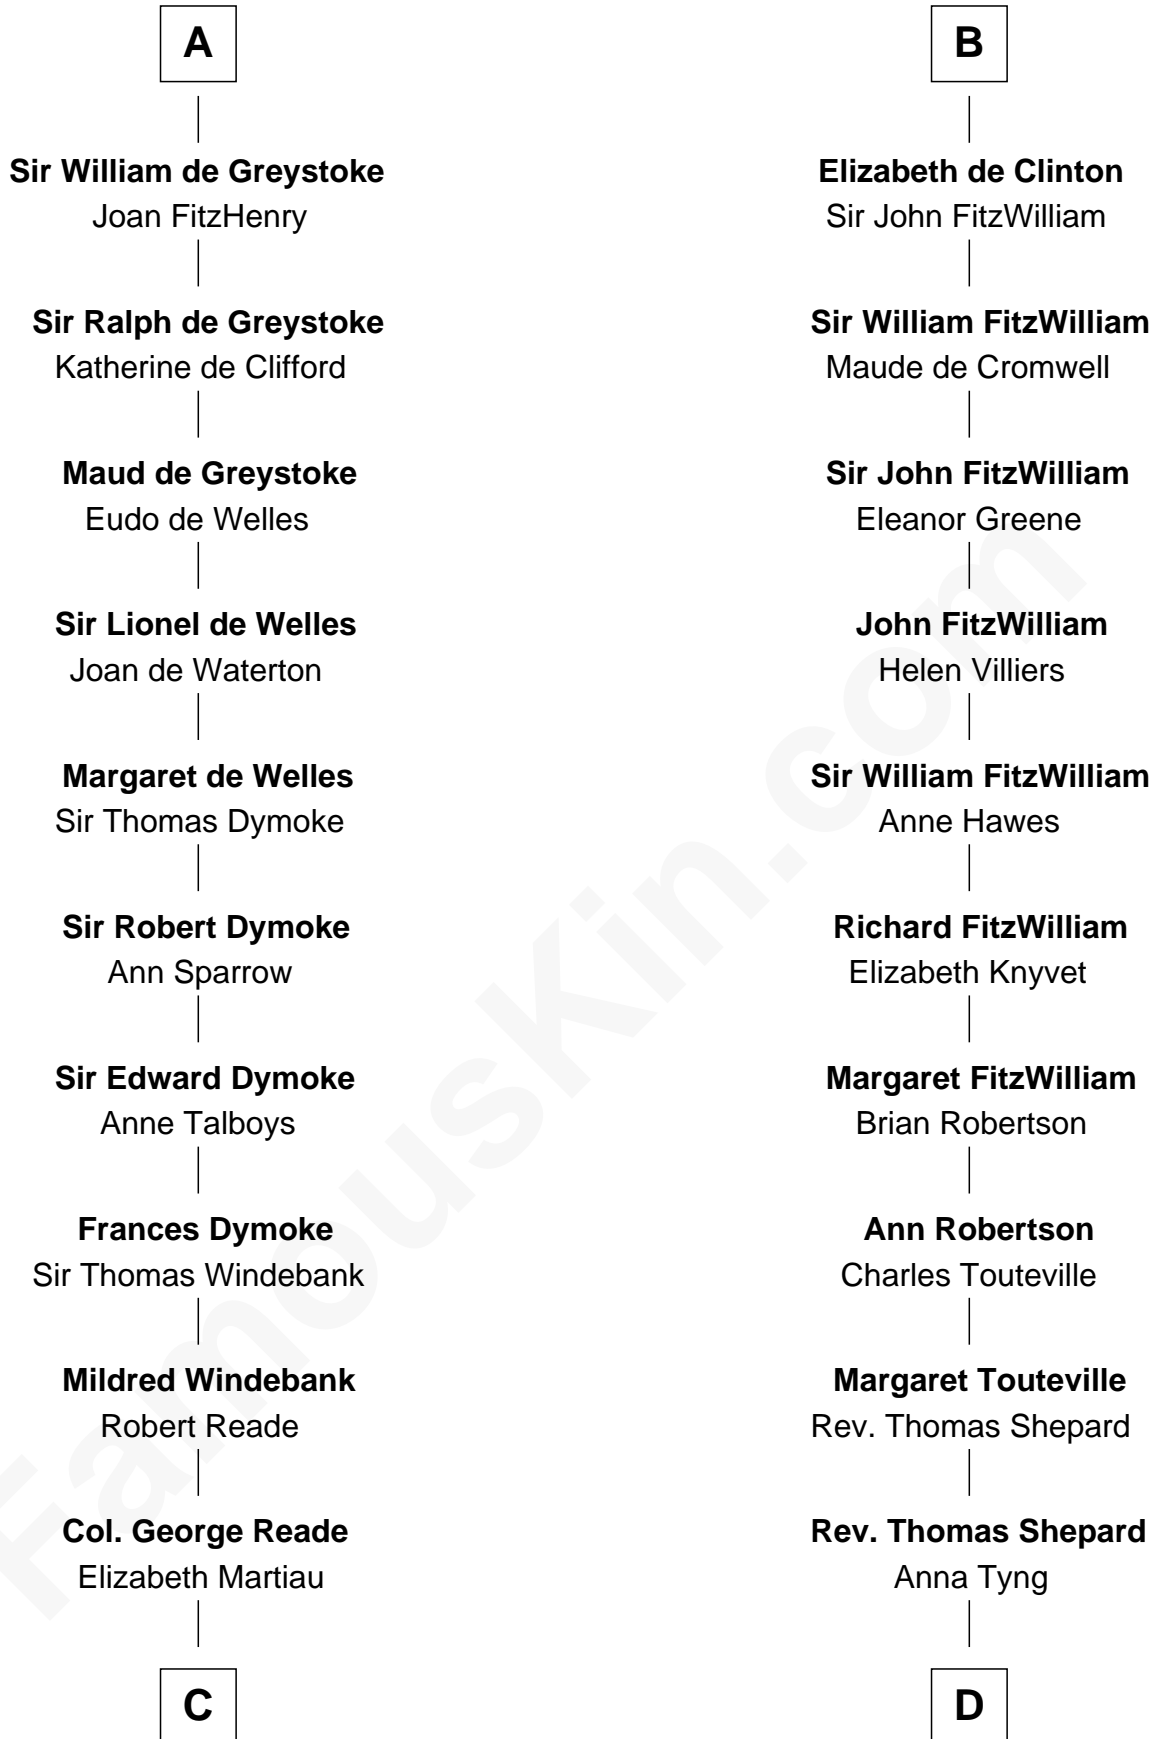 A
Sir William de Greystoke
Joan FitzHenry
Sir Ralph de Greystoke
Katherine de Clifford
Maud de Greystoke
Eudo de Welles
Sir Lionel de Welles
Joan de Waterton
Margaret de Welles
Sir Thomas Dymoke
Sir Robert Dymoke
Ann Sparrow
Sir Edward Dymoke
Anne Talboys
Frances Dymoke
Sir Thomas Windebank
Mildred Windebank
Robert Reade
Col. George Reade
Elizabeth Martiau
C
B
Elizabeth de Clinton
Sir John FitzWilliam
Sir William FitzWilliam
Maude de Cromwell
Sir John FitzWilliam
Eleanor Greene
John FitzWilliam
Helen Villiers
Sir William FitzWilliam
Anne Hawes
Richard FitzWilliam
Elizabeth Knyvet
Margaret FitzWilliam
Brian Robertson
Ann Robertson
Charles Touteville
Margaret Touteville
Rev. Thomas Shepard
Rev. Thomas Shepard
Anna Tyng
D
FamousKin.com